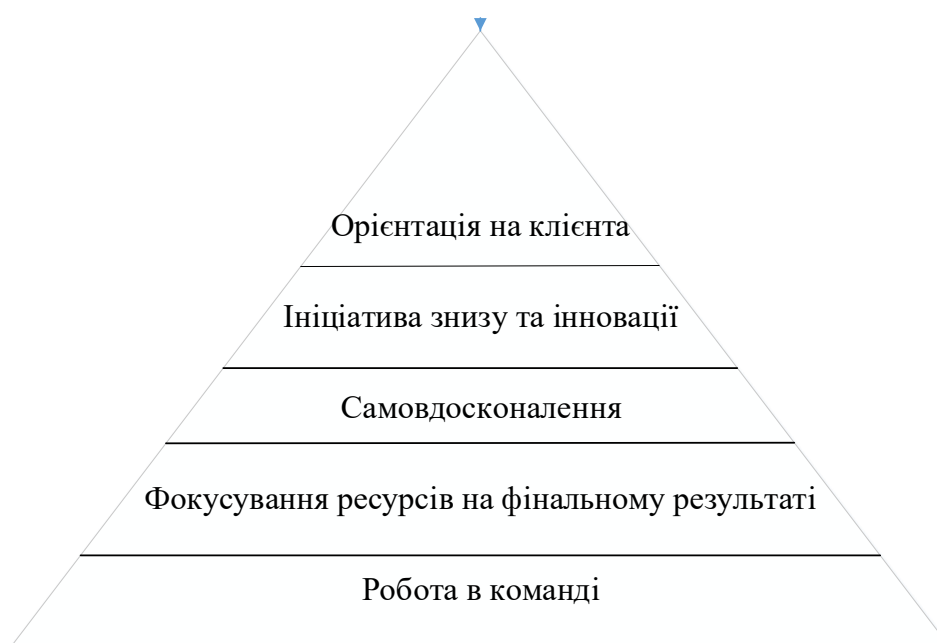 Орієнтація на клієнта
Ініціатива знизу та інновації
Самовдосконалення
Фокусування ресурсів на фінальному результаті
Робота в команді